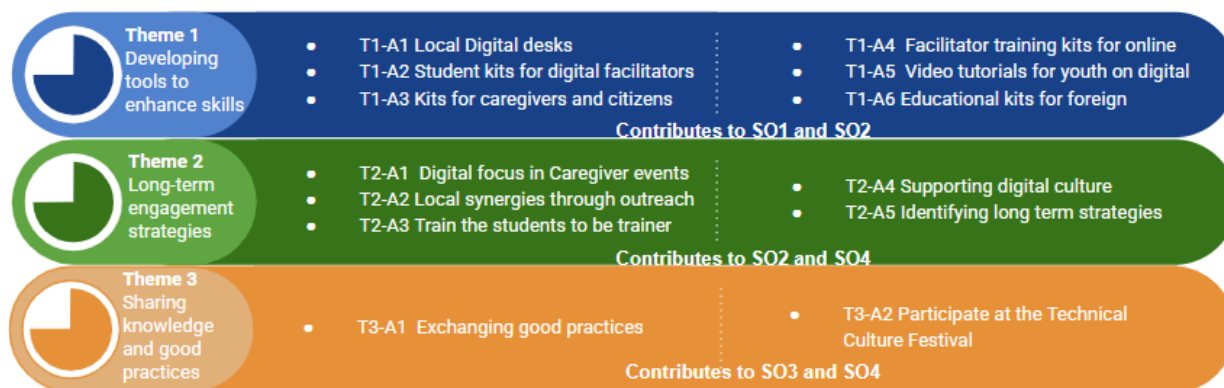 Theme 1
Developing
tools to
enhance skills
T1-A1 Local Digital desks
T1-A2 Student kits for digital facilitators
T1-A3 Kits for caregivers and citizens
T1-A4 Facilitator training kits for online
T1-A5 Video tutorials for youth on digital
T1-A6 Educational kits for foreign
Contributes to SO1 and SO2
Theme 2
Long-term
engagement
strategies
T2-A1 Digital focus in Caregiver events
T2-A2 Local synergies through outreach
T2-A3 Train the students to be trainer
T2-A4 Supporting digital culture
T2-A5 Identifying long term strategies
Contributes to SO2 and SO4
Theme 3
Sharing
knowledge
and good
practices
T3-A1 Exchanging good practices
T3-A2 Participate at the Technical
Culture Festival
Contributes to SO3 and SO4